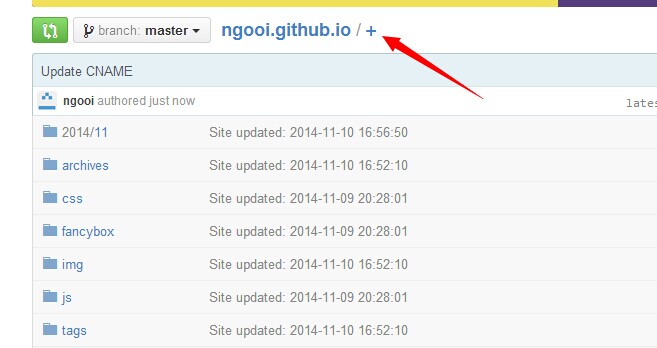 branch: master ngooi.github.io / +
Update CNAME
ngooi authored just now late
2014/11 Site updated: 2014-11-10 16:56:50
archives Site updated: 2014-11-10 16:52:10
css Site updated: 2014-11-09 20:28:01
fancybox Site updated: 2014-11-09 20:28:01
img Site updated: 2014-11-10 16:52:10
js Site updated: 2014-11-09 20:28:01
tags Site updated: 2014-11-10 16:52:10